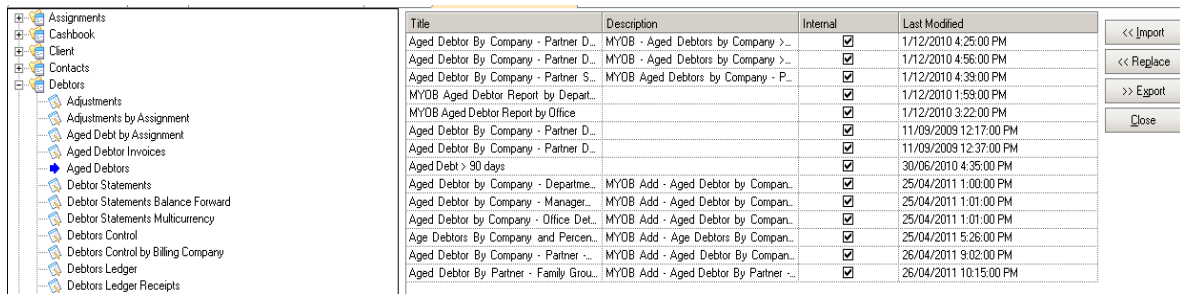 Assignments
Cashbook
Client
Contacts
Debtors
Adjustments
Adjustments by Assignment
Aged Debt by Assignment
Aged Debtor Invoices
Aged Debtors
Debtor Statements
Debtor Statements Balance Forward
Debtor Statements Multicurrency
Debtors Control
Debtors Control by Billing Company
Debtors Ledger
Debtors Ledger Receipts
Title Description Internal Last Modified
Aged Debtor By Company - Partner D... MYOB - Aged Debtors by Company >... 1/12/2010 4:25:00 PM
Aged Debtor By Company - Partner D... MYOB - Aged Debtors by Company >... 1/12/2010 4:56:00 PM
Aged Debtor By Company - Partner S... MYOB Aged Debtors by Company - P... 1/12/2010 4:39:00 PM
MYOB Aged Debtor Report by Depart... 1/12/2010 1:59:00 PM
MYOB Aged Debtor Report by Office 1/12/2010 3:22:00 PM
Aged Debtor By Company - Partner D... 11/09/2009 12:17:00 PM
Aged Debtor By Company - Partner D... 11/09/2009 12:37:00 PM
Aged Debt > 90 days 30/06/2010 4:35:00 PM
Aged Debtor by Company - Departme... MYOB Add - Aged Debtor by Compan... 25/04/2011 1:00:00 PM
Aged Debtor by Company - Manager... MYOB Add - Aged Debtor by Compan... 25/04/2011 1:01:00 PM
Aged Debtor by Company - Office Det... MYOB Add - Aged Debtor by Compan... 25/04/2011 1:01:00 PM
Age Debtors By Company and Percen... MYOB Add - Age Debtors By Compan... 25/04/2011 5:26:00 PM
Aged Debtor by Company - Partner -... MYOB Add - Aged Debtor by Compan... 26/04/2011 9:02:00 PM
Aged Debtor By Partner - Family Grou... MYOB Add - Aged Debtor By Partner -... 26/04/2011 10:15:00 PM
<< Import
<< Replace
>> Export
Close